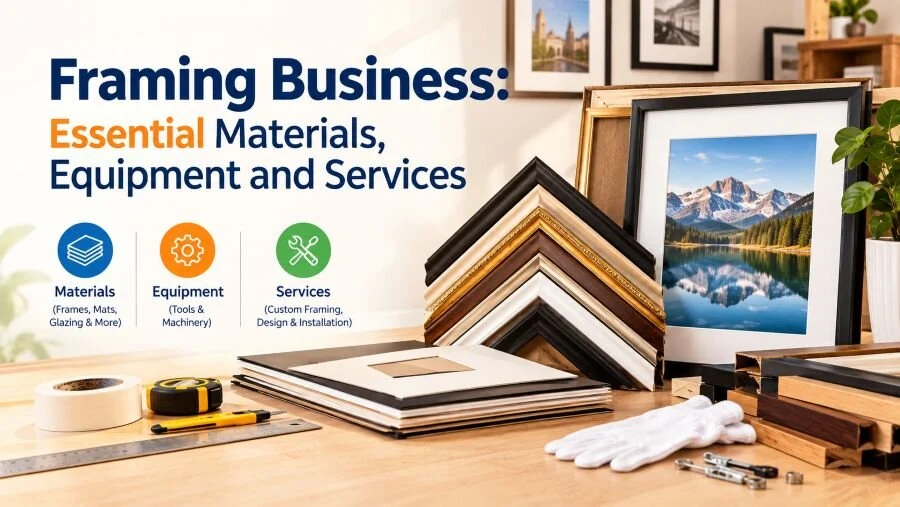 Framing Business:
Essential Materials,
Equipment and Services
Materials
(Frames, Mats,
Glazing & More)
Equipment
(Tools &
Machinery)
Services
(Custom Framing,
Design & Installation)